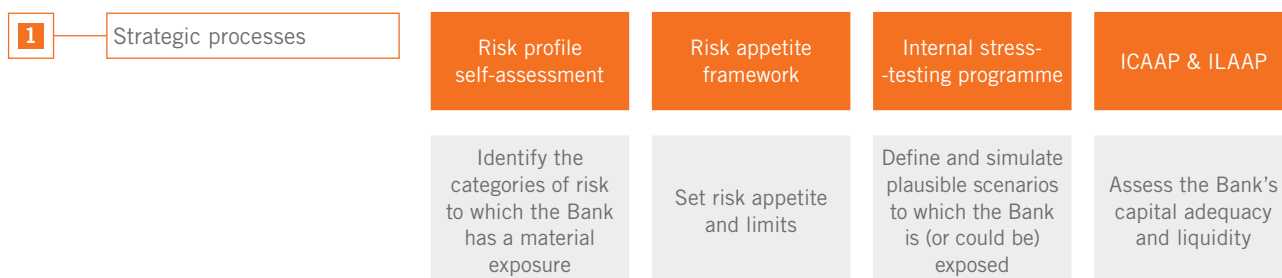 1
Strategic processes
Risk profile
self-assessment
Risk appetite
framework
Internal stress-
-testing programme
ICAAP & ILAAP
Identify the
categories of risk
to which the Bank
has a material
exposure
Set risk appetite
and limits
Define and simulate
plausible scenarios
to which the Bank
is (or could be)
exposed
Assess the Bank's
capital adequacy
and liquidity